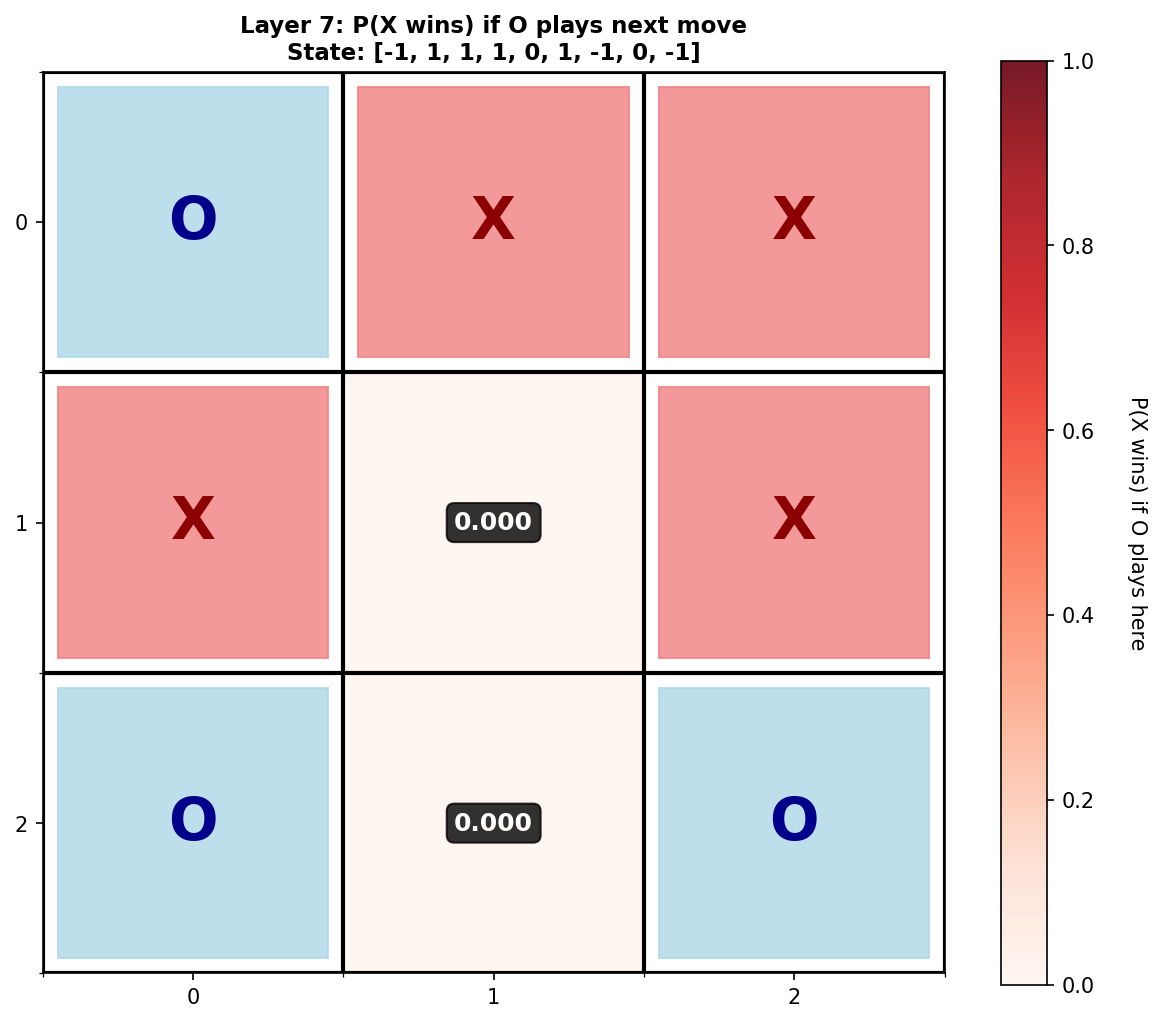 Layer 7: P(X wins) if O plays next move
State: [-1, 1, 1, 1, 0, 1, -1, 0, -1]
0
O
X
X
1
X
0.000
X
2
O
0.000
O
0
1
2
1.0
0.8
0.6
0.4
0.2
0.0
P(X wins) if O plays here